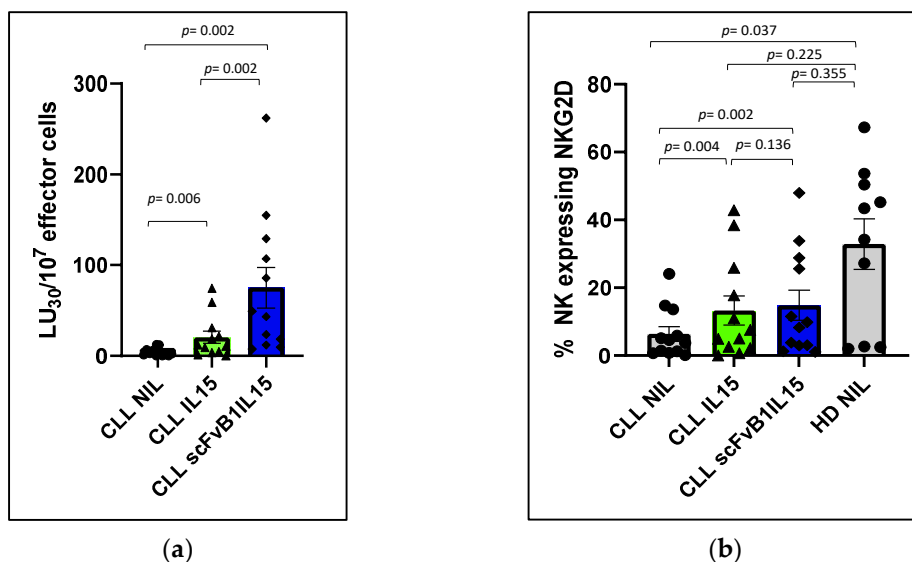 p= 0.002
p= 0.002
p= 0.006
300
200
100
0
LU30/10⁷ effector cells
CLL NIL
CLL IL15
CLL scFvB1IL15
(a)
p= 0.037
p= 0.225
p= 0.355
p= 0.002
p= 0.004
p= 0.136
80
60
40
20
0
% NK expressing NKG2D
CLL NIL
CLL IL15
CLL scFvB1IL15
HD NIL
(b)